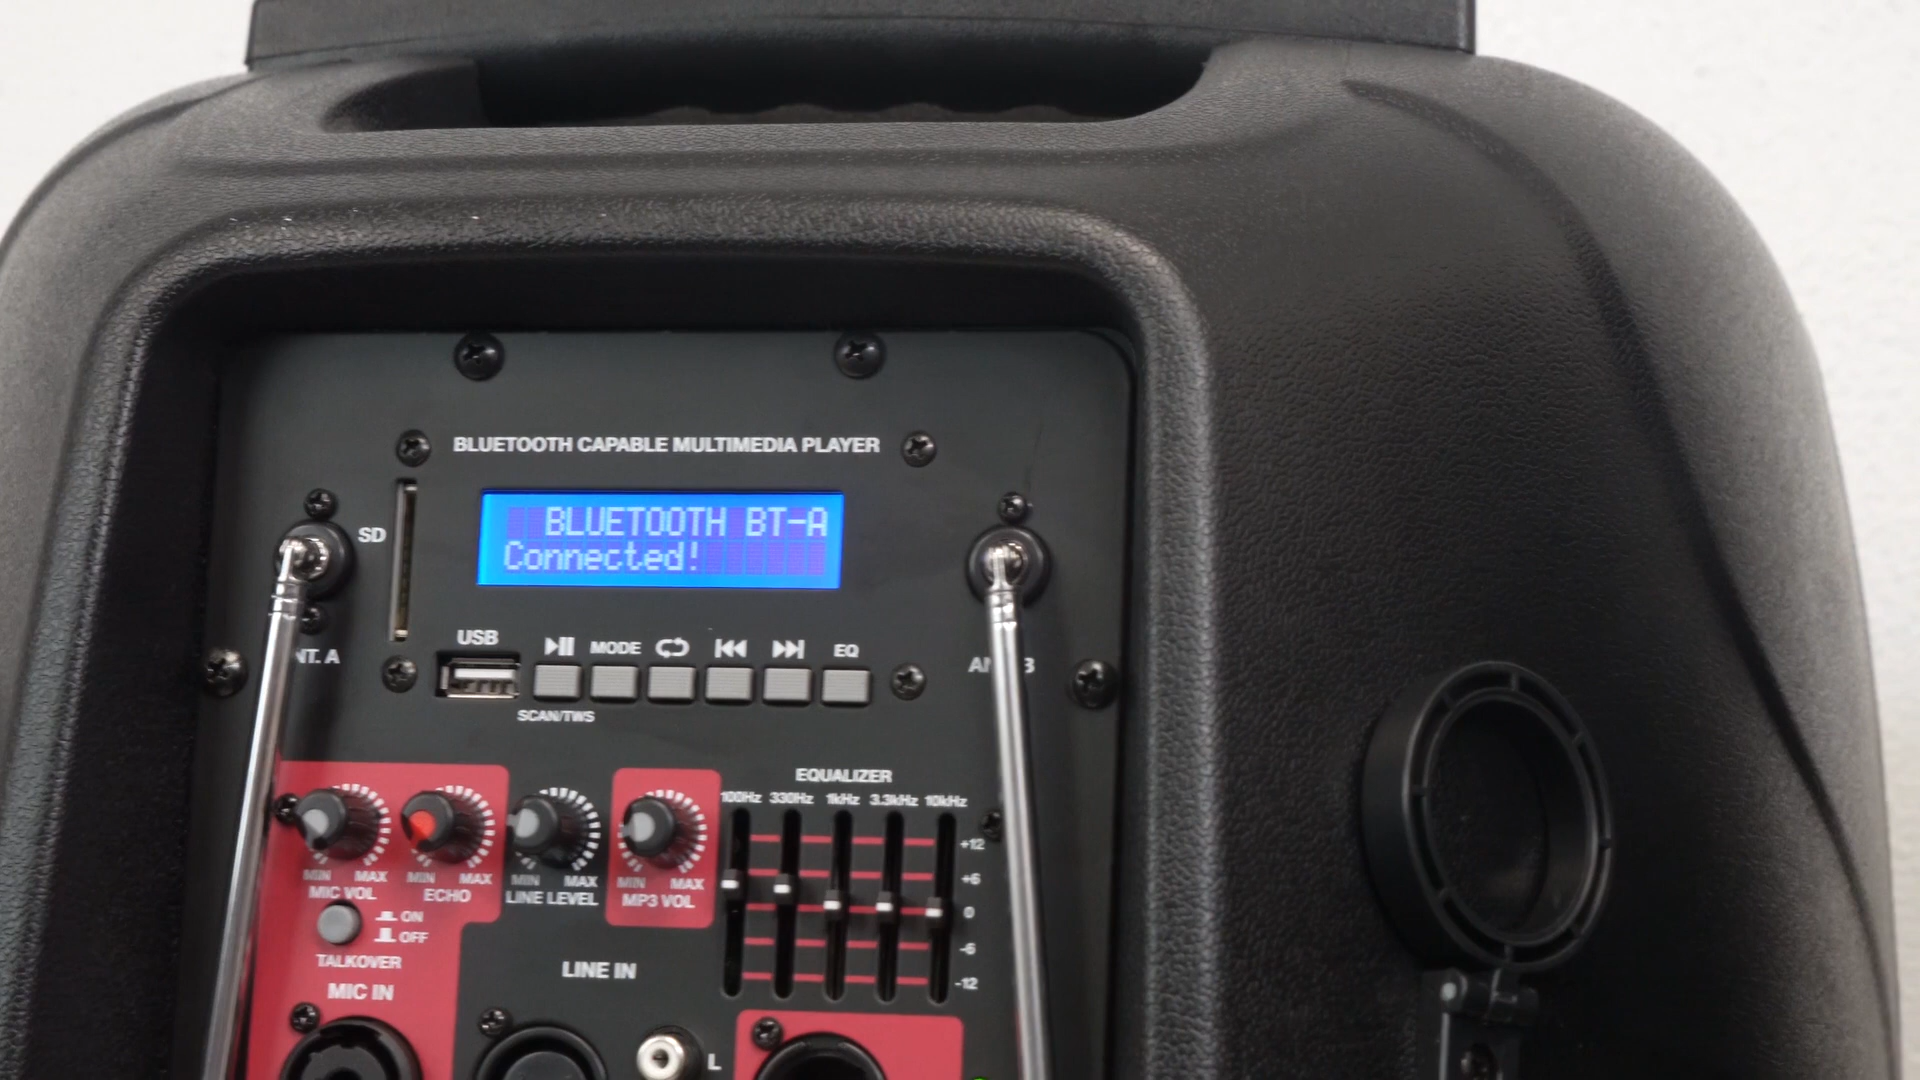 BLUETOOTH CAPABLE MULTIMEDIA PLAYER
BLUETOOTH BT-A
Connected!
SD
NT. A
USB
MODE
EQ
SCAN/TWS
EQUALIZER
100Hz 330Hz 1kHz 3.3kHz 10kHz
+12
+6
0
-6
-12
MIN MAX
MIC VOL
MIN MAX
ECHO
MIN MAX
LINE LEVEL
MIN MAX
MP3 VOL
ON
OFF
TALKOVER
MIC IN
LINE IN
L